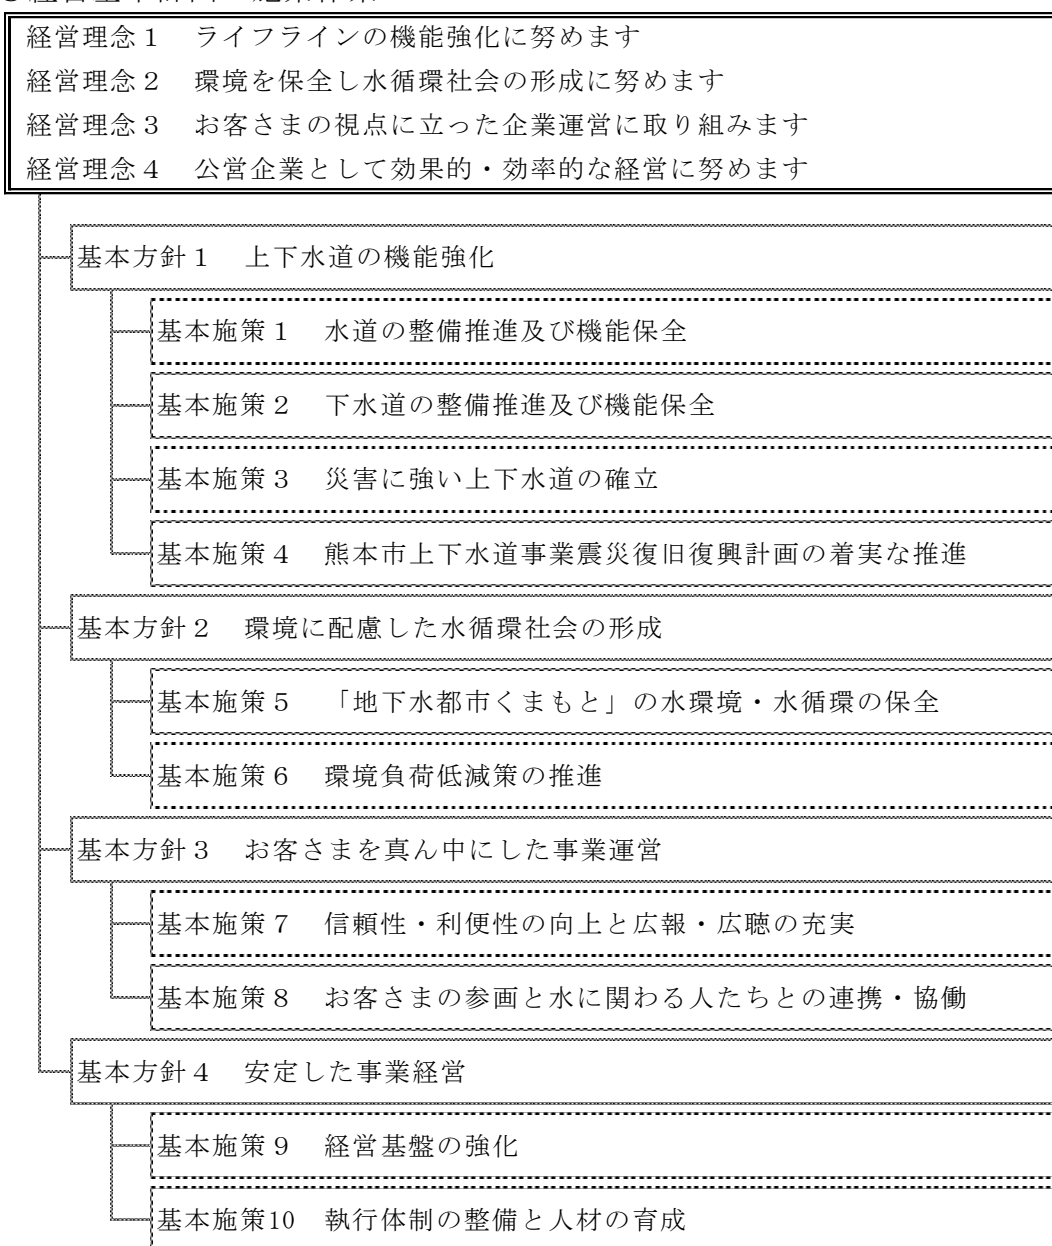 経営理念１　ライフラインの機能強化に努めます
経営理念２　環境を保全し水循環社会の形成に努めます
経営理念３　お客さまの視点に立った企業運営に取り組みます
経営理念４　公営企業として効果的・効率的な経営に努めます
基本方針１　上下水道の機能強化
基本施策１　水道の整備推進及び機能保全
基本施策２　下水道の整備推進及び機能保全
基本施策３　災害に強い上下水道の確立
基本施策４　熊本市上下水道事業震災復旧復興計画の着実な推進
基本方針２　環境に配慮した水循環社会の形成
基本施策５　「地下水都市くまもと」の水環境・水循環の保全
基本施策６　環境負荷低減策の推進
基本方針３　お客さまを真ん中にした事業運営
基本施策７　信頼性・利便性の向上と広報・広聴の充実
基本施策８　お客さまの参画と水に関わる人たちとの連携・協働
基本方針４　安定した事業経営
基本施策９　経営基盤の強化
基本施策10　執行体制の整備と人材の育成